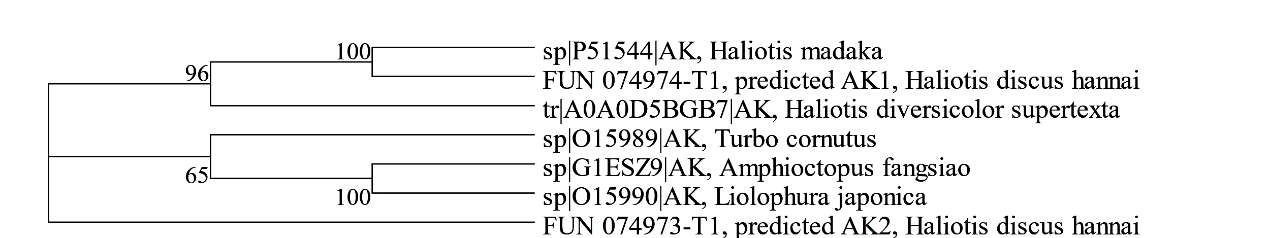 100 sp|P51544|AK, Haliotis madaka
96 FUN 074974-T1, predicted AK1, Haliotis discus hannai
tr|A0A0D5BGB7|AK, Haliotis diversicolor supertexta
sp|O15989|AK, Turbo cornutus
65 sp|G1ESZ9|AK, Amphioctopus fangsiao
100 sp|O15990|AK, Liolophura japonica
FUN 074973-T1, predicted AK2, Haliotis discus hannai